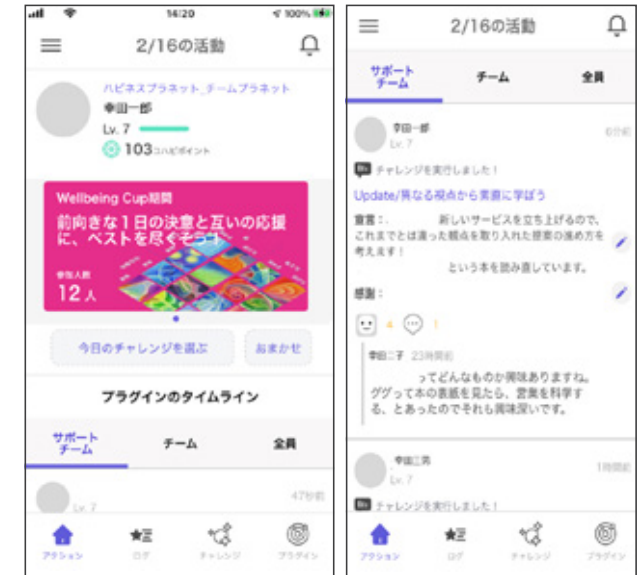 14:20
100%
2/16の活動
ハピネスプラネット_チームプラネット
幸田一郎
Lv. 7
103 コハピポイント
Wellbeing Cup期間
前向きな1日の決意と互いの応援
に、ベストを尽くそう！
参加人数
12 人
今日のチャレンジを選ぶ
おまかせ
プラグインのタイムライン
サポート
チーム
チーム
全員
Lv. 7
47秒前
アクション
ログ
チャレンジ
プラグイン
2/16の活動
サポート
チーム
チーム
全員
幸田一郎
6分前
Lv. 7
チャレンジを実行しました！
Update/異なる視点から素直に学ぼう
宣言：. 新しいサービスを立ち上げるので、
これまでとは違った観点を取り入れた提案の進め方を
考えます！
という本を読み直しています。
感謝：
4
1
幸田二子 23時間前
ってどんなものか興味ありますね。
ググって本の表紙を見たら、営業を科学す
る、とあったのでそれも興味深いです。
幸田三男
1時間前
Lv. 7
チャレンジを実行しました！
アクション
ログ
チャレンジ
プラグイン